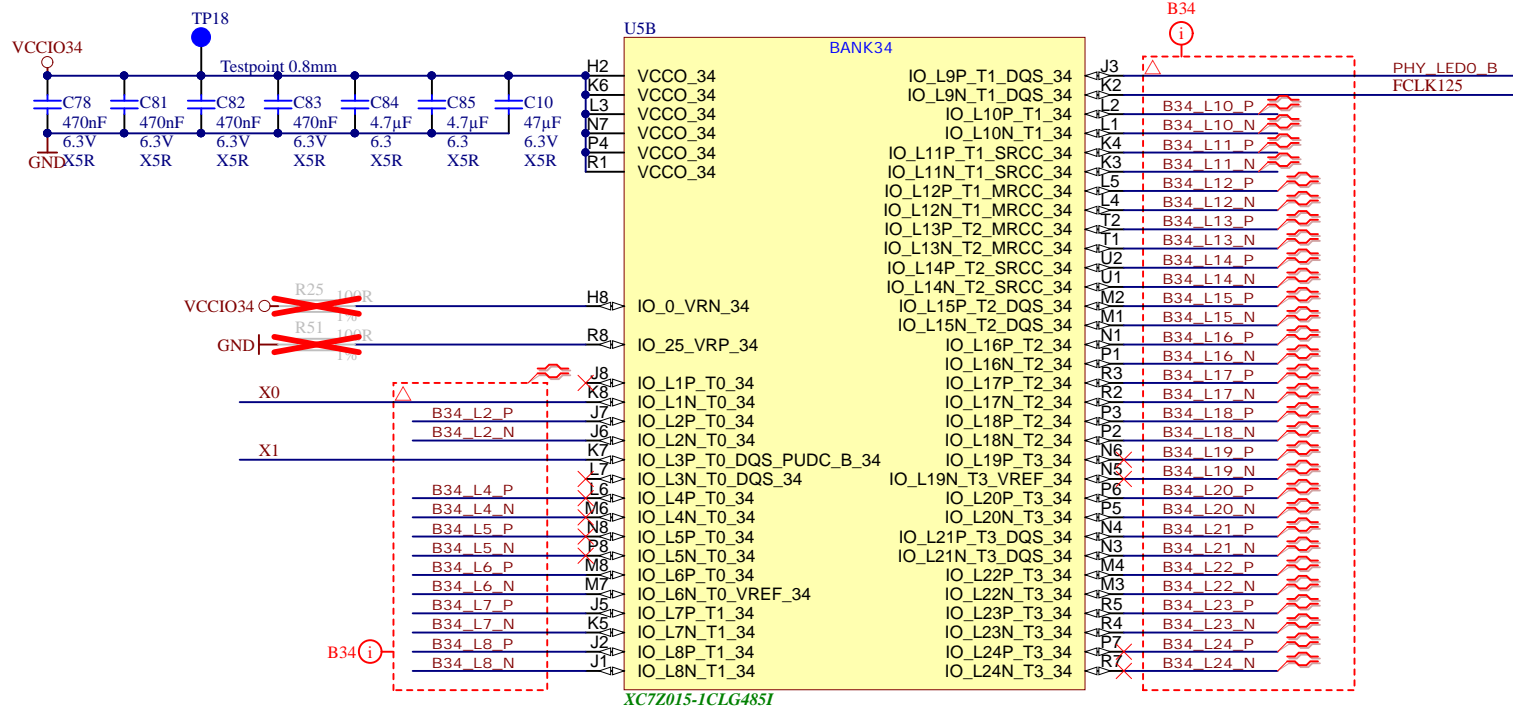 B34
i
TP18
VCCIO34
Testpoint 0.8mm
C78
470nF
6.3V
X5R
C81
470nF
6.3V
X5R
C82
470nF
6.3V
X5R
C83
470nF
6.3V
X5R
C84
4.7µF
6.3
X5R
C85
4.7µF
6.3
X5R
C10
47µF
6.3V
X5R
GND
U5B
BANK34
H2 VCCO_34
K6 VCCO_34
L3 VCCO_34
N7 VCCO_34
P4 VCCO_34
R1 VCCO_34
VCCIO34 R25 100R 1% H8 IO_0_VRN_34
GND R51 100R 1% R8 IO_25_VRP_34
J8 IO_L1P_T0_34
X0 K8 IO_L1N_T0_34
B34_L2_P J7 IO_L2P_T0_34
B34_L2_N J6 IO_L2N_T0_34
X1 K7 IO_L3P_T0_DQS_PUDC_B_34
L7 IO_L3N_T0_DQS_34
B34_L4_P L6 IO_L4P_T0_34
B34_L4_N M6 IO_L4N_T0_34
B34_L5_P N8 IO_L5P_T0_34
B34_L5_N P8 IO_L5N_T0_34
B34_L6_P M8 IO_L6P_T0_34
B34_L6_N M7 IO_L6N_T0_VREF_34
B34_L7_P J5 IO_L7P_T1_34
B34_L7_N K5 IO_L7N_T1_34
B34_L8_P J2 IO_L8P_T1_34
B34_L8_N J1 IO_L8N_T1_34
B34 i
IO_L9P_T1_DQS_34 J3 PHY_LED0_B
IO_L9N_T1_DQS_34 K2 FCLK125
IO_L10P_T1_34 L2 B34_L10_P
IO_L10N_T1_34 L1 B34_L10_N
IO_L11P_T1_SRCC_34 K4 B34_L11_P
IO_L11N_T1_SRCC_34 K3 B34_L11_N
IO_L12P_T1_MRCC_34 L5 B34_L12_P
IO_L12N_T1_MRCC_34 L4 B34_L12_N
IO_L13P_T2_MRCC_34 T2 B34_L13_P
IO_L13N_T2_MRCC_34 T1 B34_L13_N
IO_L14P_T2_SRCC_34 U2 B34_L14_P
IO_L14N_T2_SRCC_34 U1 B34_L14_N
IO_L15P_T2_DQS_34 M2 B34_L15_P
IO_L15N_T2_DQS_34 M1 B34_L15_N
IO_L16P_T2_34 N1 B34_L16_P
IO_L16N_T2_34 P1 B34_L16_N
IO_L17P_T2_34 R3 B34_L17_P
IO_L17N_T2_34 R2 B34_L17_N
IO_L18P_T2_34 P3 B34_L18_P
IO_L18N_T2_34 P2 B34_L18_N
IO_L19P_T3_34 N6 B34_L19_P
IO_L19N_T3_VREF_34 N5 B34_L19_N
IO_L20P_T3_34 P6 B34_L20_P
IO_L20N_T3_34 P5 B34_L20_N
IO_L21P_T3_DQS_34 N4 B34_L21_P
IO_L21N_T3_DQS_34 N3 B34_L21_N
IO_L22P_T3_34 M4 B34_L22_P
IO_L22N_T3_34 M3 B34_L22_N
IO_L23P_T3_34 R5 B34_L23_P
IO_L23N_T3_34 R4 B34_L23_N
IO_L24P_T3_34 P7 B34_L24_P
IO_L24N_T3_34 R7 B34_L24_N
XC7Z015-1CLG485I